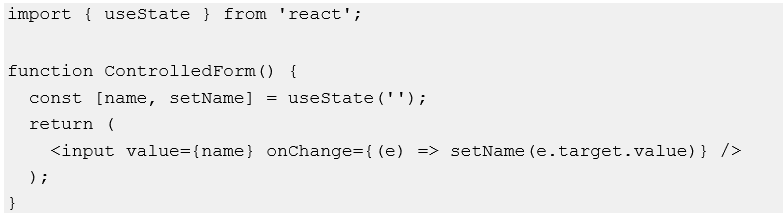 import { useState } from 'react';

function ControlledForm() {
  const [name, setName] = useState('');
  return (
    <input value={name} onChange={(e) => setName(e.target.value)} />
  );
}